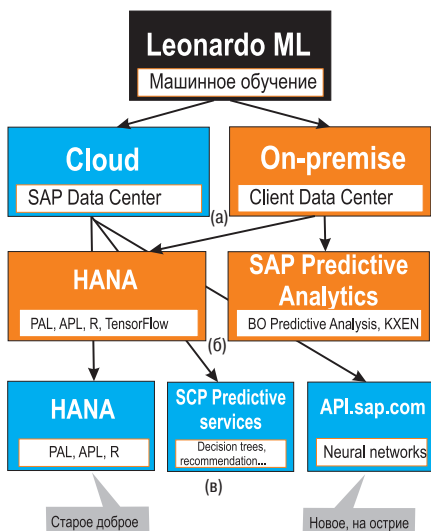 Leonardo ML
Машинное обучение
Cloud
SAP Data Center
On-premise
Client Data Center
(а)
HANA
PAL, APL, R, TensorFlow
SAP Predictive
Analytics
BO Predictive Analysis, KXEN
(б)
HANA
PAL, APL, R
SCP Predictive
services
Decision trees,
recommendation...
API.sap.com
Neural networks
(в)
Старое доброе
Новое, на острие